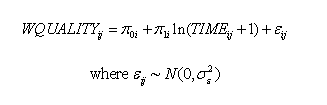 WQUALITY_ij = π_0i + π_1i ln(TIME_ij + 1) + ε_ij
where ε_ij ~ N(0, σ_ε^2)